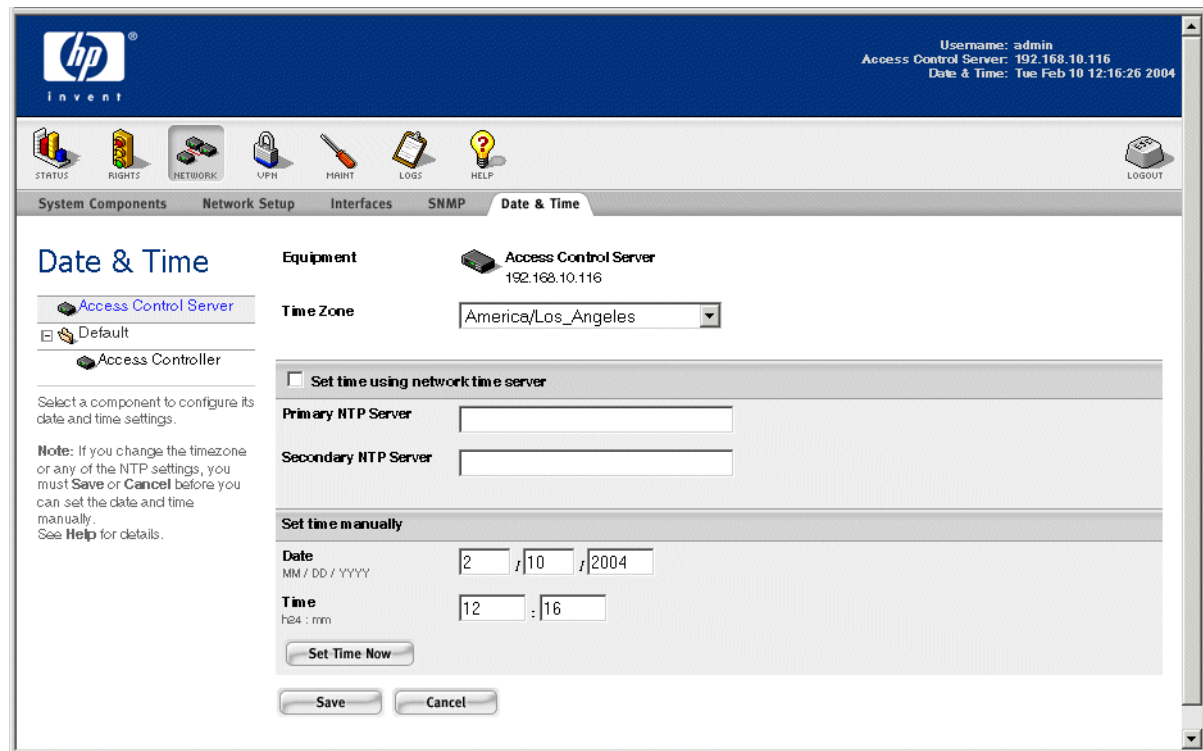 hp
®
invent
Username: admin
Access Control Server: 192.168.10.116
Date & Time: Tue Feb 10 12:16:26 2004
STATUS
RIGHTS
NETWORK
VPN
MAINT
LOGS
HELP
LOGOUT
System Components
Network Setup
Interfaces
SNMP
Date & Time
Date & Time
Access Control Server
Default
Access Controller
Select a component to configure its
date and time settings.
Note: If you change the timezone
or any of the NTP settings, you
must Save or Cancel before you
can set the date and time
manually.
See Help for details.
Equipment
Access Control Server
192.168.10.116
Time Zone
America/Los_Angeles
Set time using network time server
Primary NTP Server
Secondary NTP Server
Set time manually
Date
MM / DD / YYYY
2 / 10 / 2004
Time
h24 : mm
12 : 16
Set Time Now
Save
Cancel